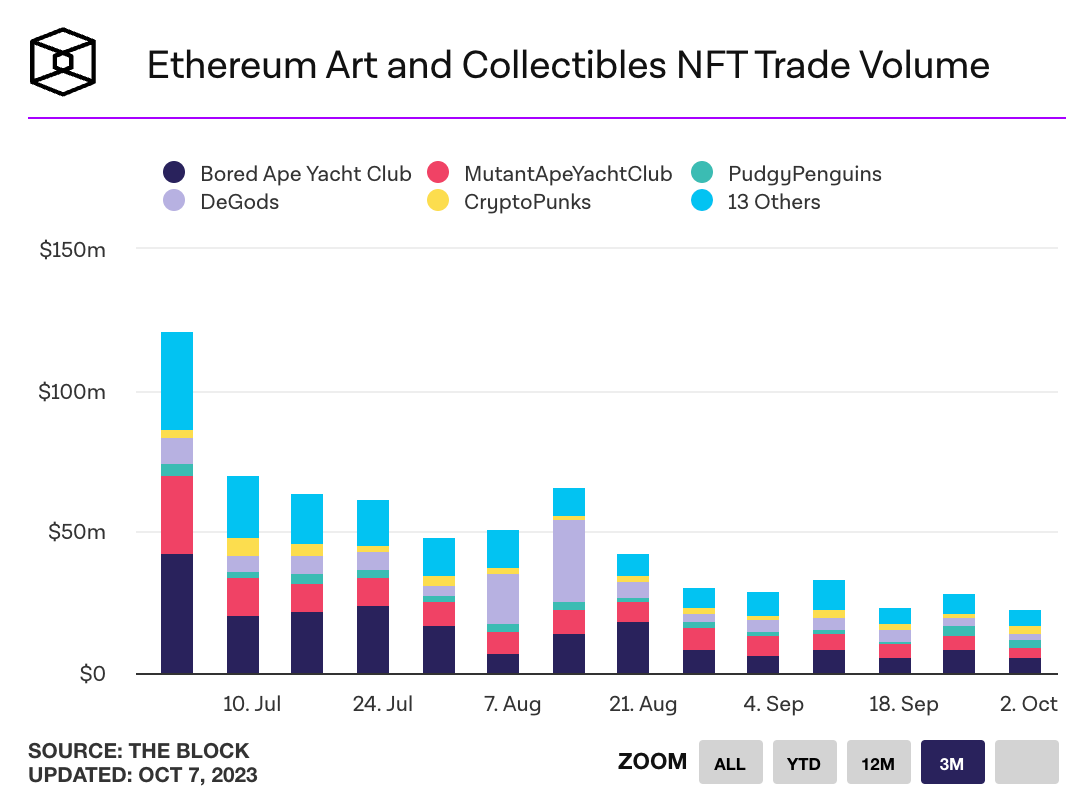 Ethereum Art and Collectibles NFT Trade Volume
Bored Ape Yacht Club MutantApeYachtClub PudgyPenguins
DeGods CryptoPunks 13 Others
$150m
$100m
$50m
$0
10. Jul 24. Jul 7. Aug 21. Aug 4. Sep 18. Sep 2. Oct
SOURCE: THE BLOCK
UPDATED: OCT 7, 2023
ZOOM ALL YTD 12M 3M